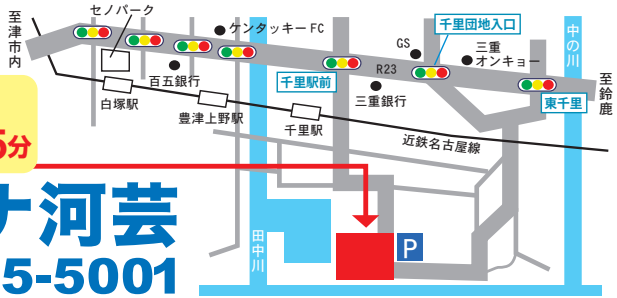 至津市内
セノパーク
ケンタッキーFC
GS
千里団地入口
中の川
三重
オンキョー
R23
百五銀行
千里駅前
三重銀行
東千里
至鈴鹿
白塚駅
豊津上野駅
千里駅
近鉄名古屋線
5分
ナ河芸
田中川
P
5-5001